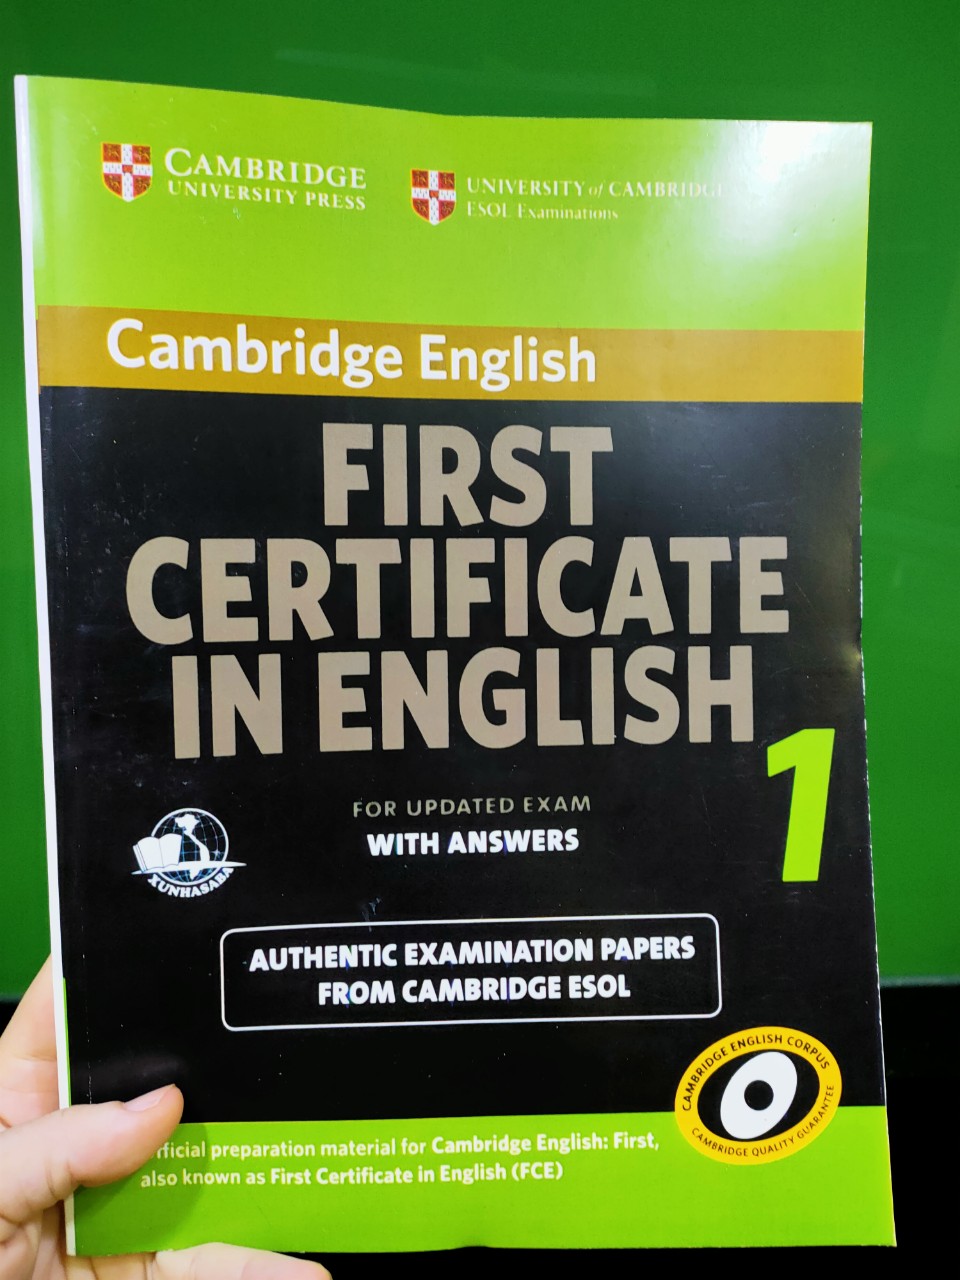 CAMBRIDGE
UNIVERSITY PRESS
UNIVERSITY of CAMBRIDGE
ESOL Examinations
Cambridge English
FIRST
CERTIFICATE
IN ENGLISH
1
FOR UPDATED EXAM
WITH ANSWERS
XUNHASABA
AUTHENTIC EXAMINATION PAPERS
FROM CAMBRIDGE ESOL
CAMBRIDGE ENGLISH CORPUS
CAMBRIDGE QUALITY GUARANTEE
preparation material for Cambridge English: First,
also known as First Certificate in English (FCE)